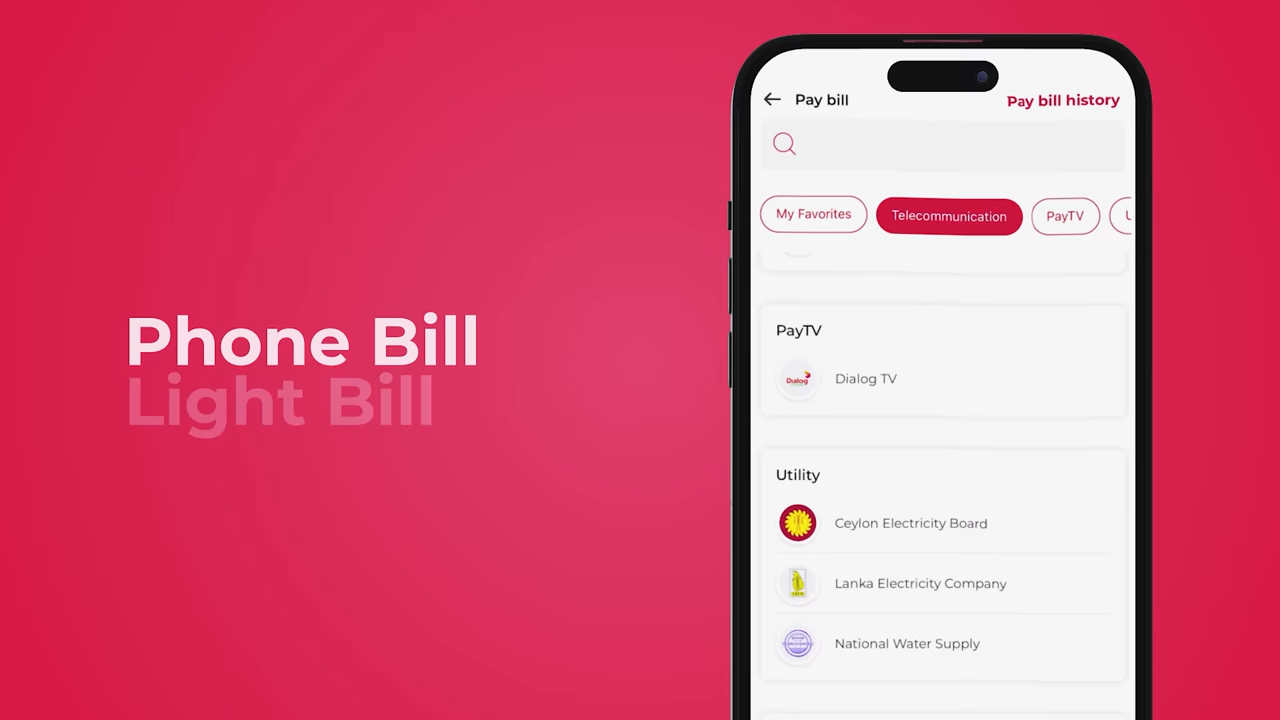 Phone Bill
Light Bill
Pay bill
Pay bill history
My Favorites
Telecommunication
PayTV
U
PayTV
Dialog
Dialog TV
Utility
Ceylon Electricity Board
Lanka Electricity Company
National Water Supply